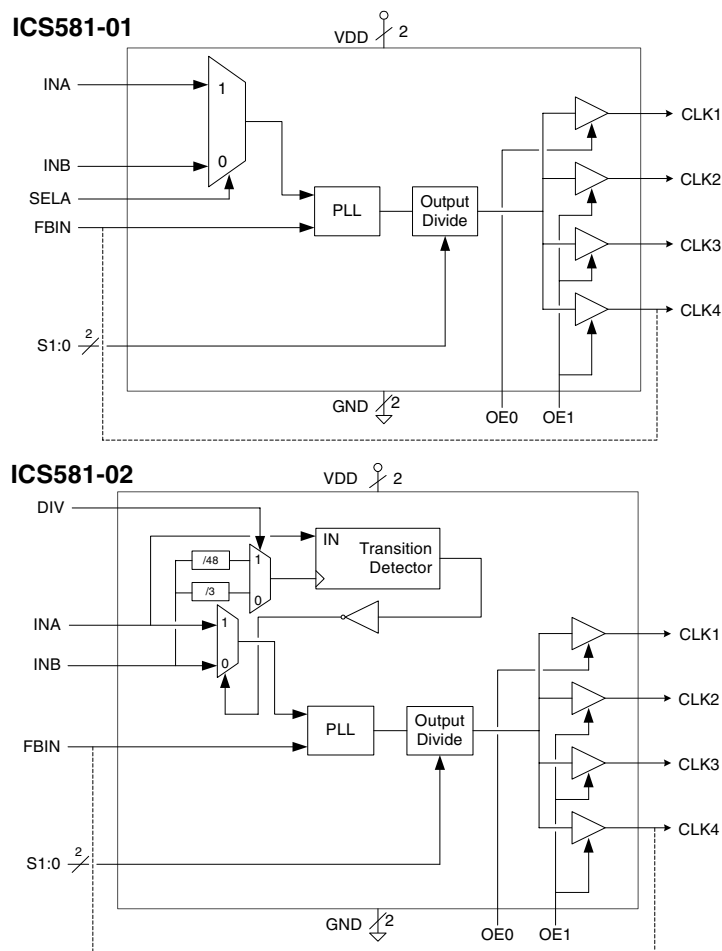 ICS581-01
VDD 2
INA
1
CLK1
INB
0
CLK2
SELA
PLL
Output
Divide
FBIN
CLK3
CLK4
S1:0 2
GND 2
OE0 OE1
ICS581-02
VDD 2
DIV
IN
Transition
Detector
/48
1
/3
0
INA
1
CLK1
INB
0
CLK2
PLL
Output
Divide
FBIN
CLK3
CLK4
S1:0 2
GND 2
OE0 OE1